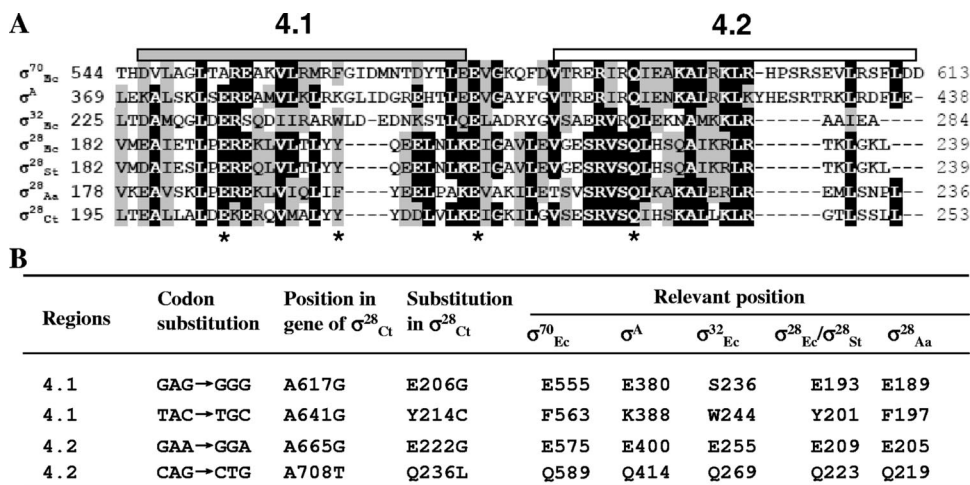 4.1 4.2
A
σ70Ec 544 THDVLAGLTAREAKVLRMRFGIDMNTDYTLEEVGKQFDVTRERIRQIEAKALRKLR-HPSRSEVLRSFLDD 613
σA 369 LEKALSKLSEREAMVLKLRKGLIDGREHTLEEVGAYFGVTRERIRQIENKALRKLKYHESRTRKLRDFLE- 438
σ32Ec 225 LTDAMQGLDERSQDIIRARWLD-EDNKSTLQELADRYGVSAERVRQLEKNAMKKLR------AAIEA---- 284
σ28Ec 182 VMEAIETLPEREKLVLTLYY-----QEELNLKEIGAVLEVGESRVSQLHSQAIKRLR------TKLGKL-- 239
σ28St 182 VMDAIESLPEREKLVLTLYY-----QEELNLKEIGAVLEVGESRVSQLHSQAIKRLR------TKLGKL-- 239
σ28Aa 178 VKEAVSKLPEREKLVIQLIF-----YEELPAKEVAKILETSVSRVSQLKAKALERLR------EMLSNPL- 236
σ28Ct 195 LTEALLALDEKERQVMALYY-----YDDLVLKEIGKILGVSESRVSQIHSKALLKLR------GTLSSLL- 253
* * * *
B
Regions Codon substitution Position in gene of σ28Ct Substitution in σ28Ct Relevant position
σ70Ec σA σ32Ec σ28Ec/σ28St σ28Aa
4.1 GAG→GGG A617G E206G E555 E380 S236 E193 E189
4.1 TAC→TGC A641G Y214C F563 K388 W244 Y201 F197
4.2 GAA→GGA A665G E222G E575 E400 E255 E209 E205
4.2 CAG→CTG A708T Q236L Q589 Q414 Q269 Q223 Q219